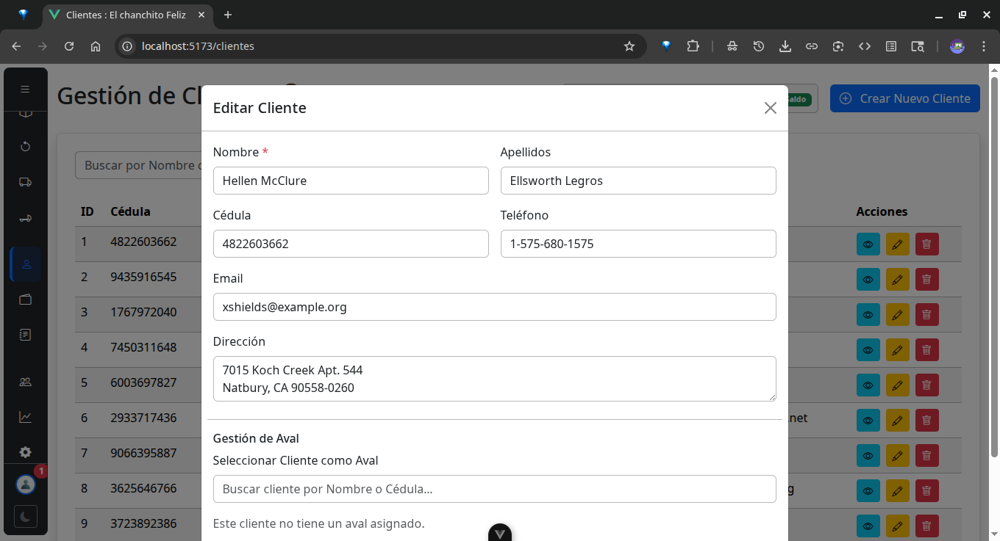 Clientes : El chanchito Feliz
localhost:5173/clientes
Gestión de Cl
Saldo
Crear Nuevo Cliente
Editar Cliente
Nombre * Apellidos
Hellen McClure Ellsworth Legros
Buscar por Nombre o
Cédula Teléfono
4822603662 1-575-680-1575
Email
xshields@example.org
Dirección
7015 Koch Creek Apt. 544
Natbury, CA 90558-0260
Gestión de Aval
Seleccionar Cliente como Aval
Buscar cliente por Nombre o Cédula...
Este cliente no tiene un aval asignado.
ID Cédula Acciones
1 4822603662
2 9435916545
3 1767972040
4 7450311648
5 6003697827
6 2933717436 .net
7 9066395887
8 3625646766 g
9 3723892386
1